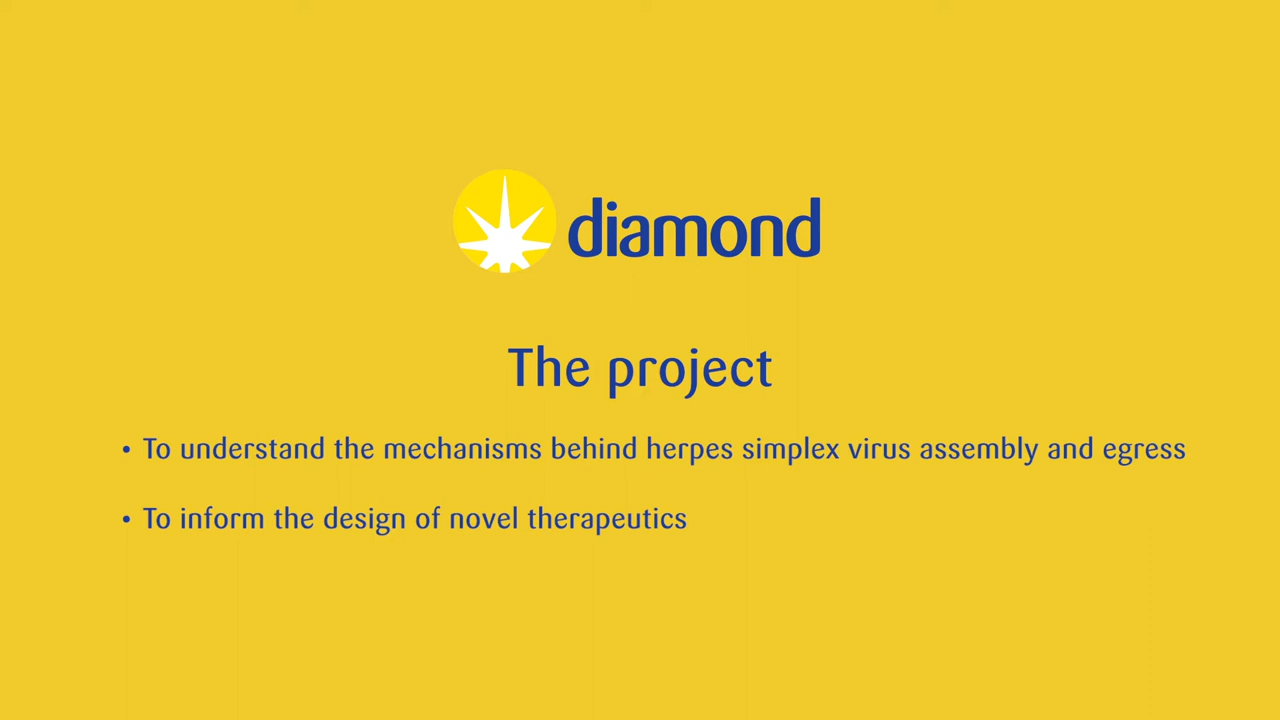 diamond
The project
• To understand the mechanisms behind herpes simplex virus assembly and egress
• To inform the design of novel therapeutics